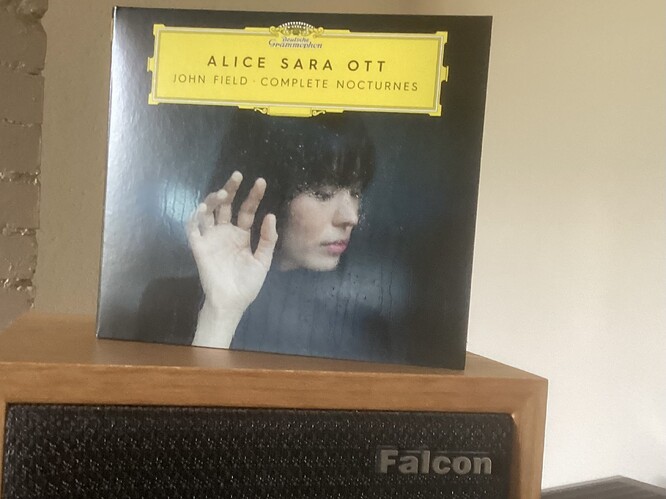 Deutsche
Grammophon
ALICE SARA OTT
JOHN FIELD · COMPLETE NOCTURNES
Falcon